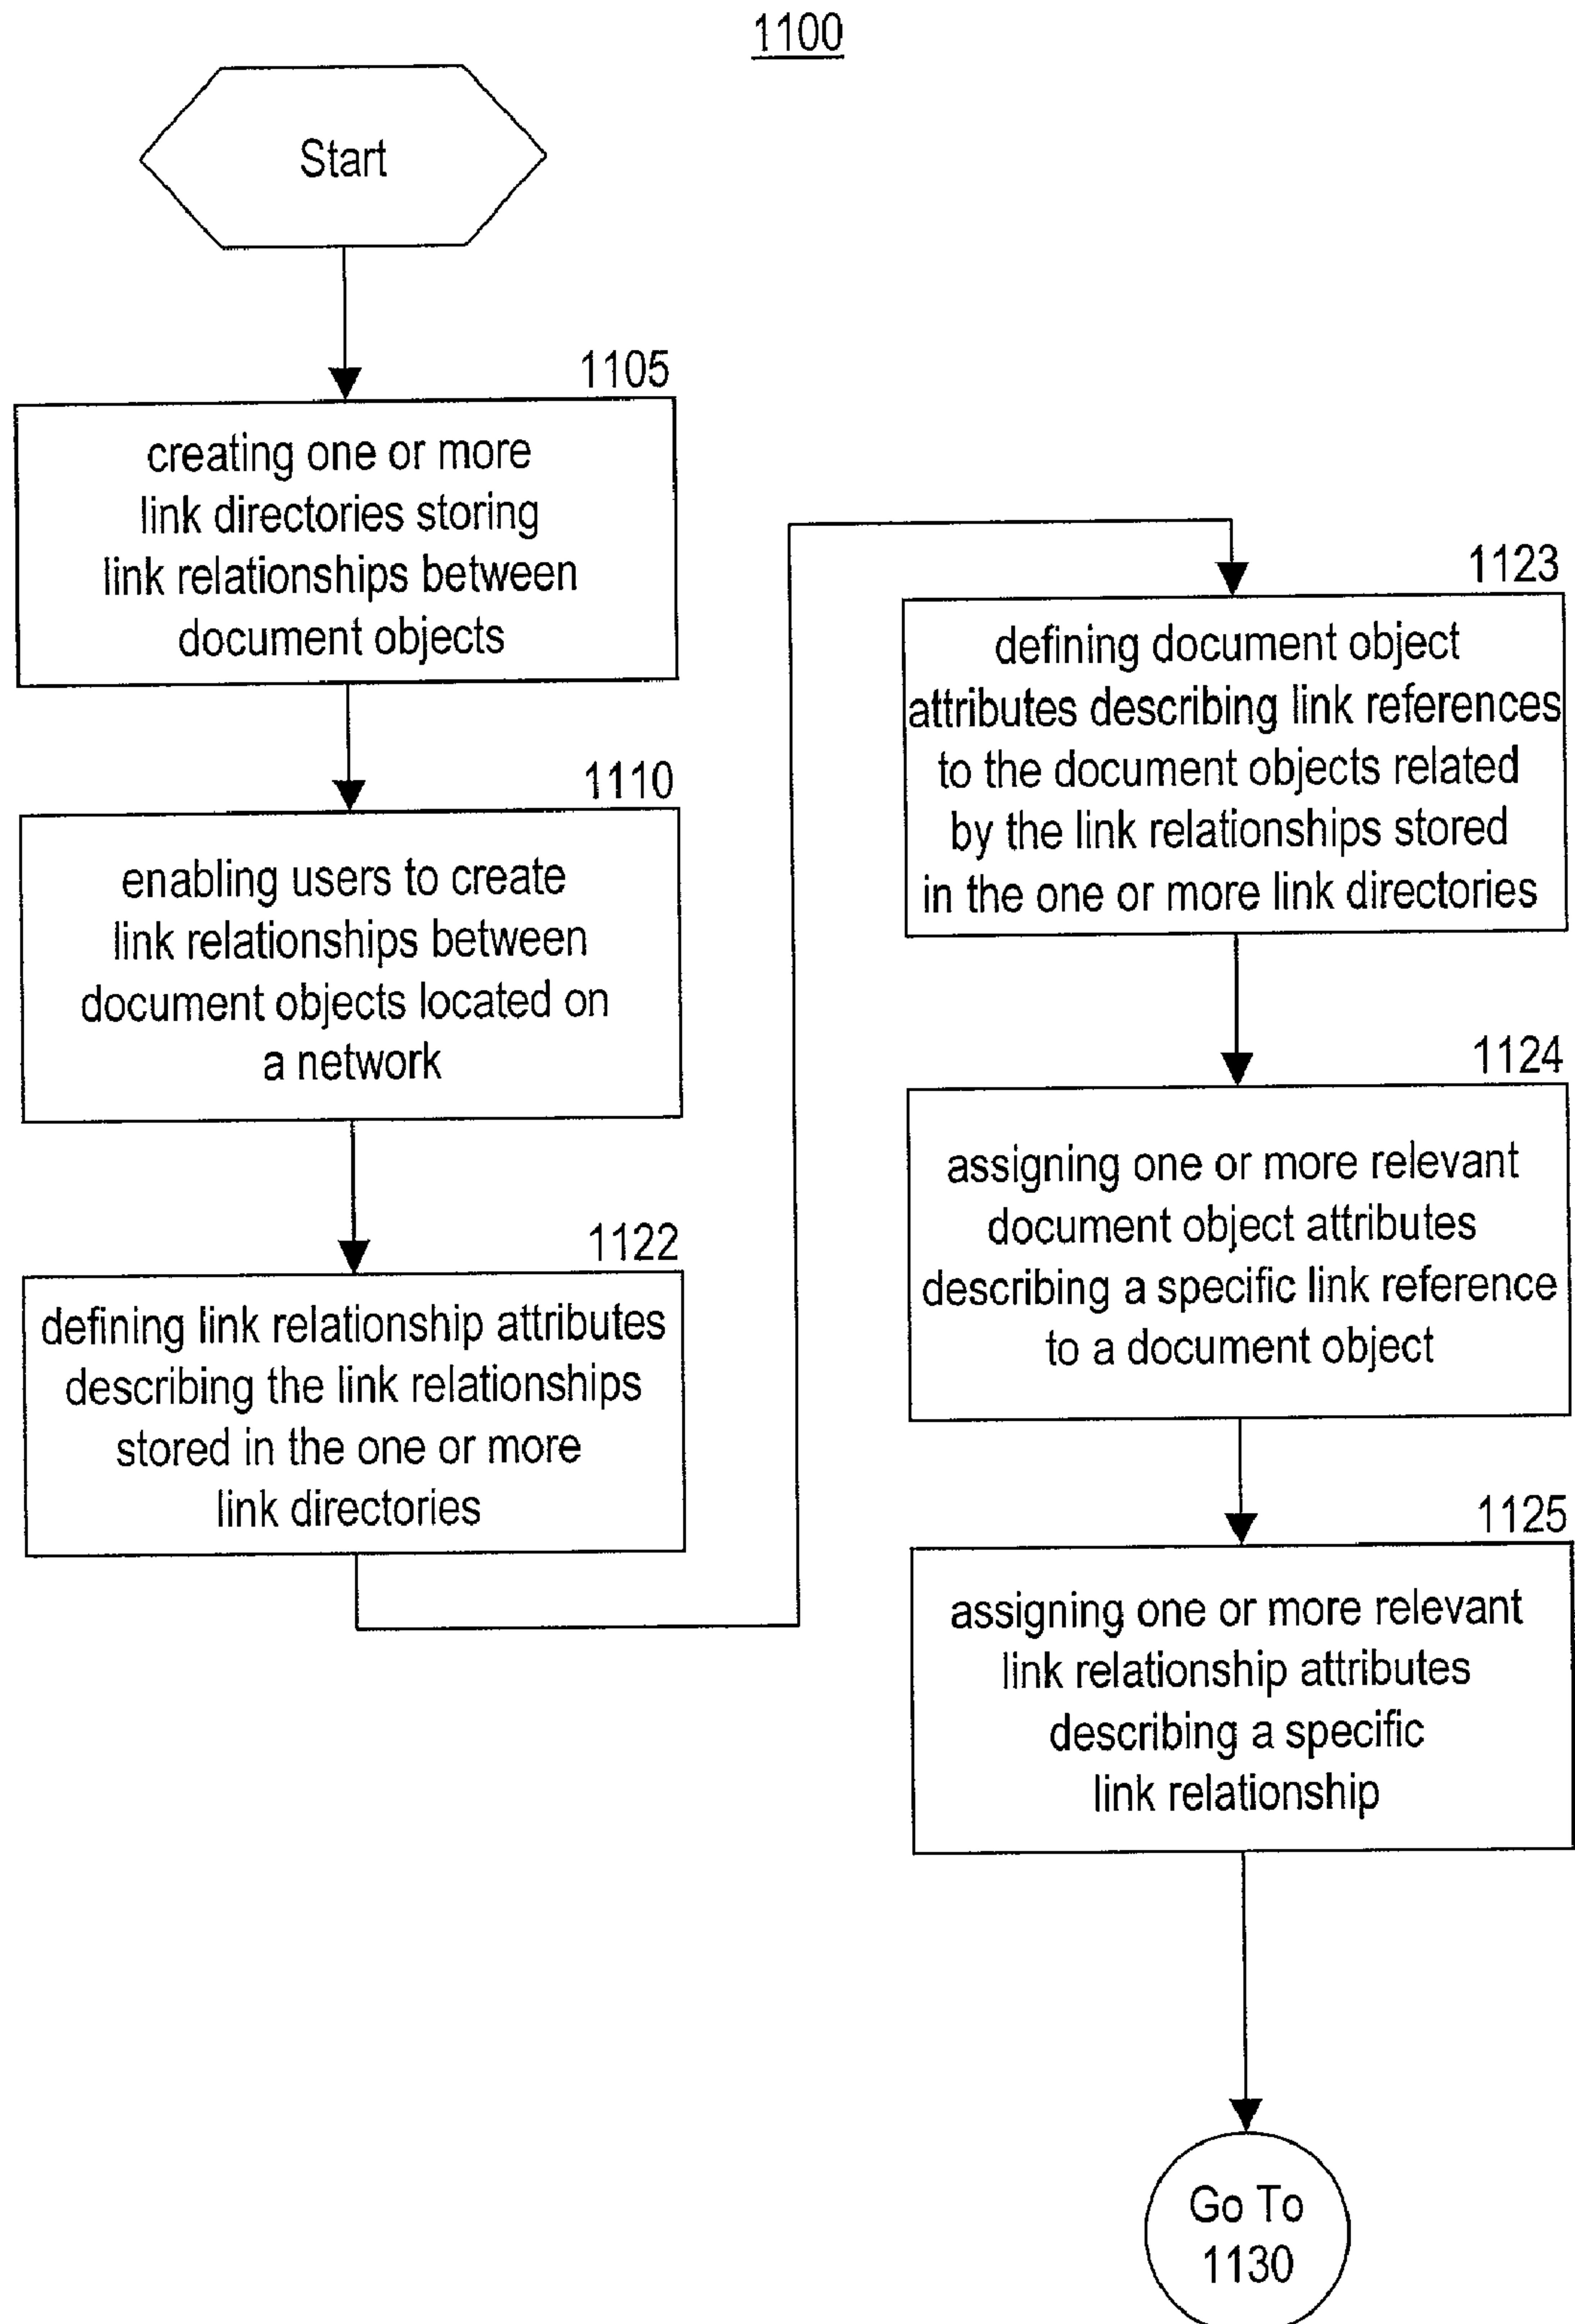 1100
Start
1105
creating one or more
link directories storing
link relationships between
document objects
1110
enabling users to create
link relationships between
document objects located on
a network
1122
defining link relationship attributes
describing the link relationships
stored in the one or more
link directories
1123
defining document object
attributes describing link references
to the document objects related
by the link relationships stored
in the one or more link directories
1124
assigning one or more relevant
document object attributes
describing a specific link reference
to a document object
1125
assigning one or more relevant
link relationship attributes
describing a specific
link relationship
Go To
1130